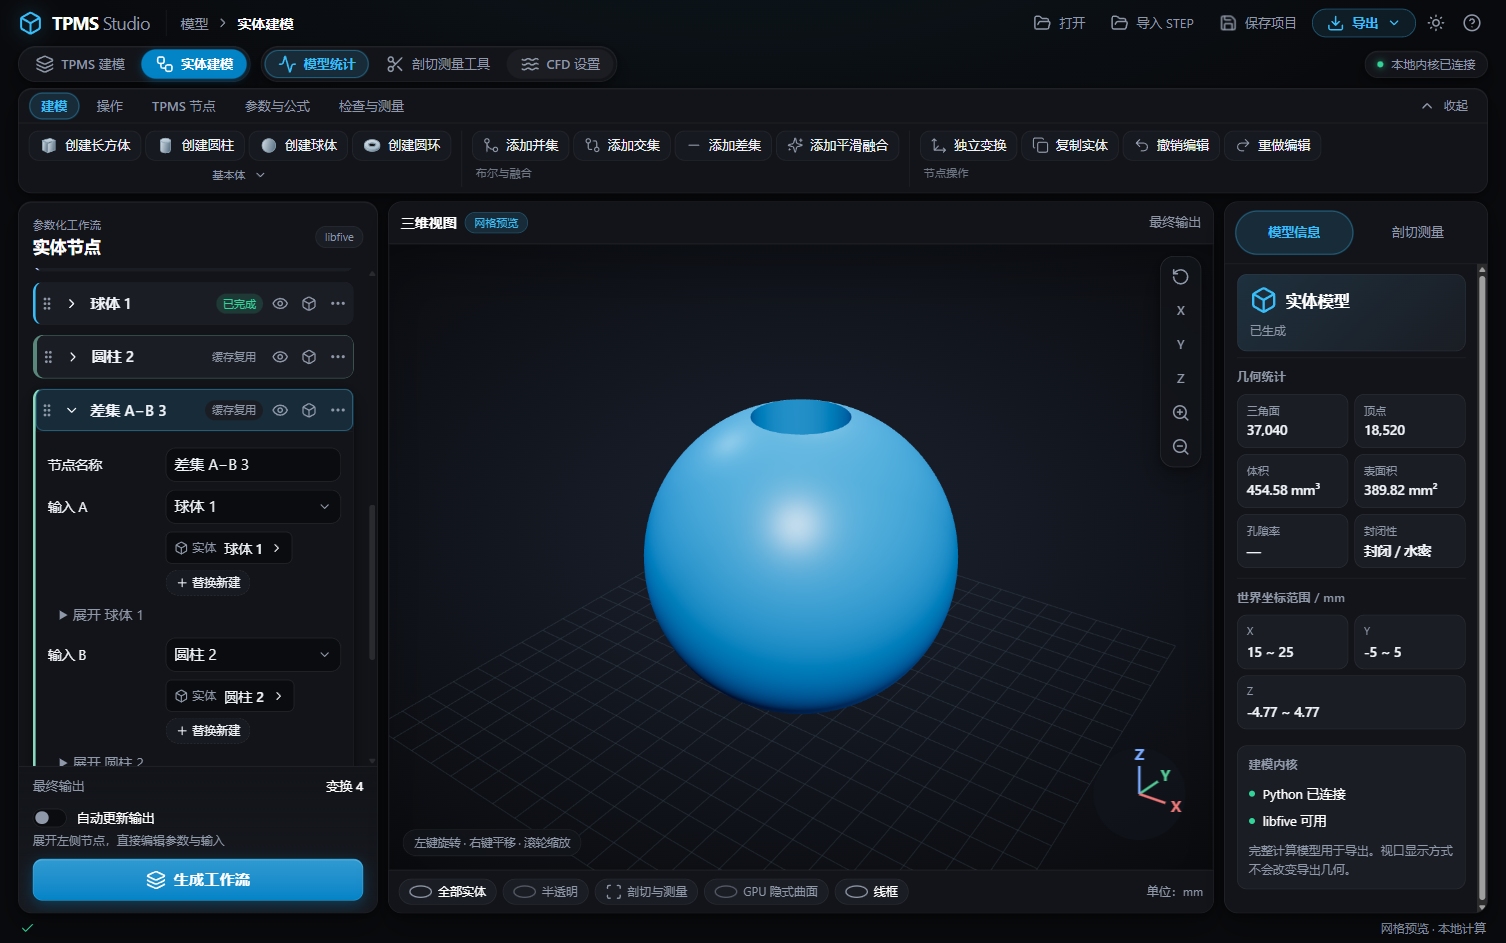 TPMS Studio
模型 > 实体建模
打开
导入 STEP
保存项目
导出
TPMS 建模
实体建模
模型统计
剖切测量工具
CFD 设置
本地内核已连接
建模
操作
TPMS 节点
参数与公式
检查与测量
收起
创建长方体
创建圆柱
创建球体
创建圆环
添加并集
添加交集
添加差集
添加平滑融合
独立变换
复制实体
撤销编辑
重做编辑
基本体
布尔与融合
节点操作
参数化工作流
实体节点
libfive
球体 1
已完成
圆柱 2
缓存复用
差集 A−B 3
缓存复用
节点名称
差集 A−B 3
输入 A
球体 1
实体 球体 1
+ 替换新建
展开 球体 1
输入 B
圆柱 2
实体 圆柱 2
+ 替换新建
展开 圆柱 2
最终输出
变换 4
自动更新输出
展开左侧节点，直接编辑参数与输入
生成工作流
三维视图
网格预览
最终输出
X
Y
Z
Z
Y
X
左键旋转 · 右键平移 · 滚轮缩放
全部实体
半透明
剖切与测量
GPU 隐式曲面
线框
单位：mm
模型信息
剖切测量
实体模型
已生成
几何统计
三角面
37,040
顶点
18,520
体积
454.58 mm³
表面积
389.82 mm²
孔隙率
—
封闭性
封闭 / 水密
世界坐标范围 / mm
X
15 ~ 25
Y
-5 ~ 5
Z
-4.77 ~ 4.77
建模内核
Python 已连接
libfive 可用
完整计算模型用于导出。视口显示方式
不会改变导出几何。
网格预览 · 本地计算